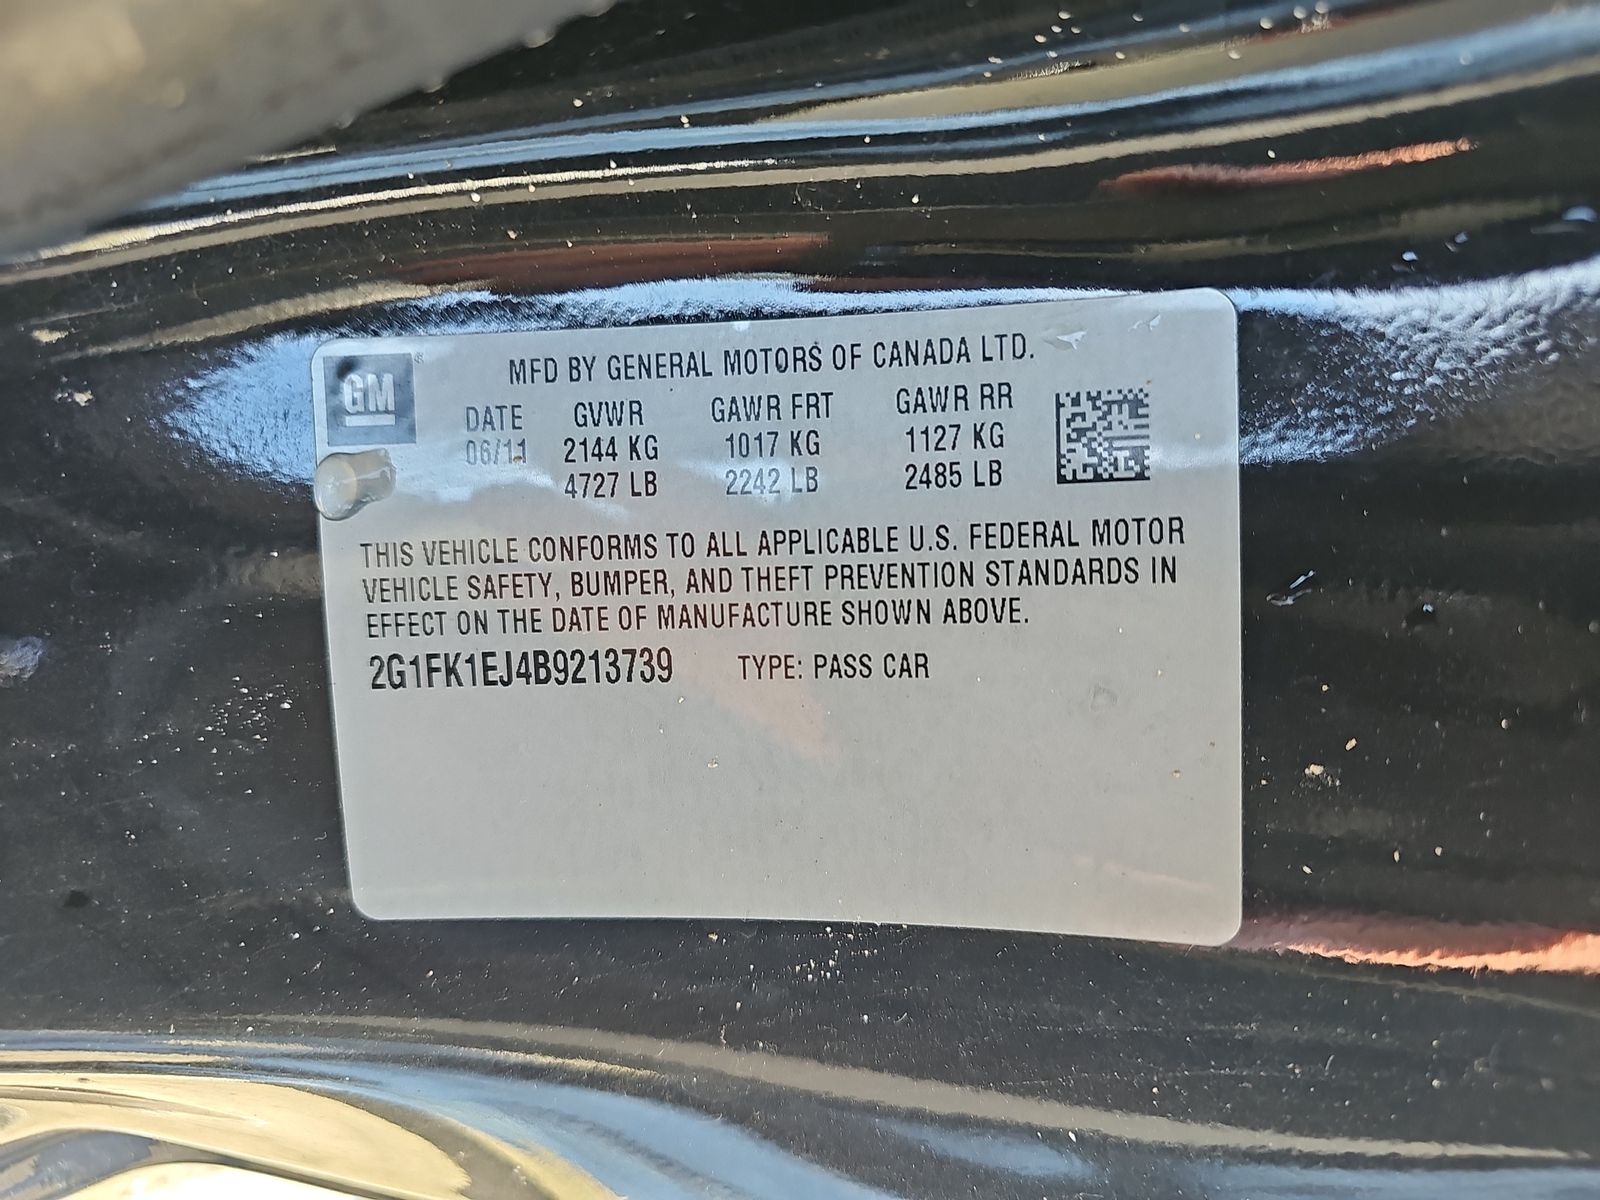 GM®
MFD BY GENERAL MOTORS OF CANADA LTD.
DATE GVWR GAWR FRT GAWR RR
06/11 2144 KG 1017 KG 1127 KG
4727 LB 2242 LB 2485 LB
THIS VEHICLE CONFORMS TO ALL APPLICABLE U.S. FEDERAL MOTOR
VEHICLE SAFETY, BUMPER, AND THEFT PREVENTION STANDARDS IN
EFFECT ON THE DATE OF MANUFACTURE SHOWN ABOVE.
2G1FK1EJ4B9213739 TYPE: PASS CAR